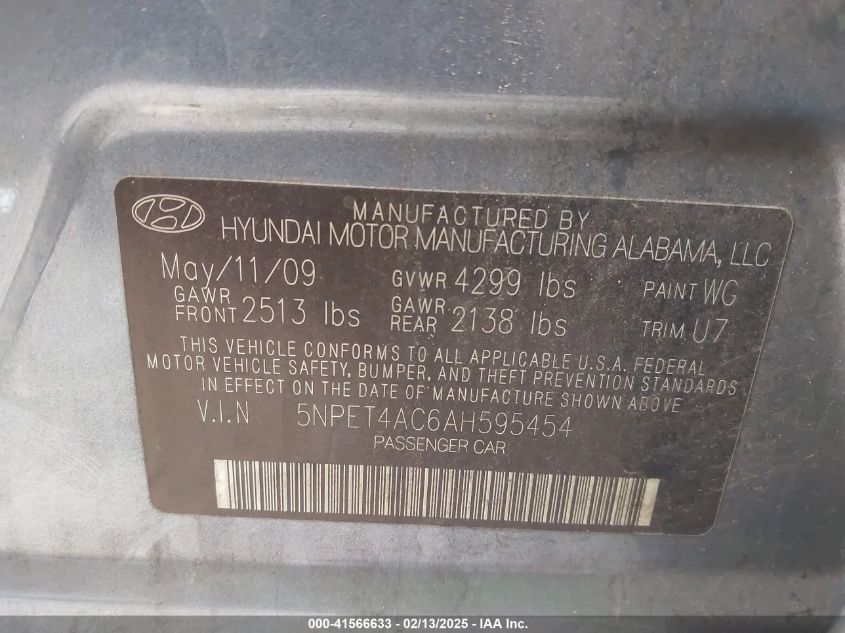 MANUFACTURED BY
HYUNDAI MOTOR MANUFACTURING ALABAMA, LLC
May/11/09 GVWR 4299 lbs PAINT WG
GAWR FRONT 2513 lbs GAWR REAR 2138 lbs TRIM U7
THIS VEHICLE CONFORMS TO ALL APPLICABLE U.S.A. FEDERAL
MOTOR VEHICLE SAFETY, BUMPER, AND THEFT PREVENTION STANDARDS
IN EFFECT ON THE DATE OF MANUFACTURE SHOWN ABOVE.
V.I.N 5NPET4AC6AH595454
PASSENGER CAR
000-41566633 - 02/13/2025 - IAA Inc.